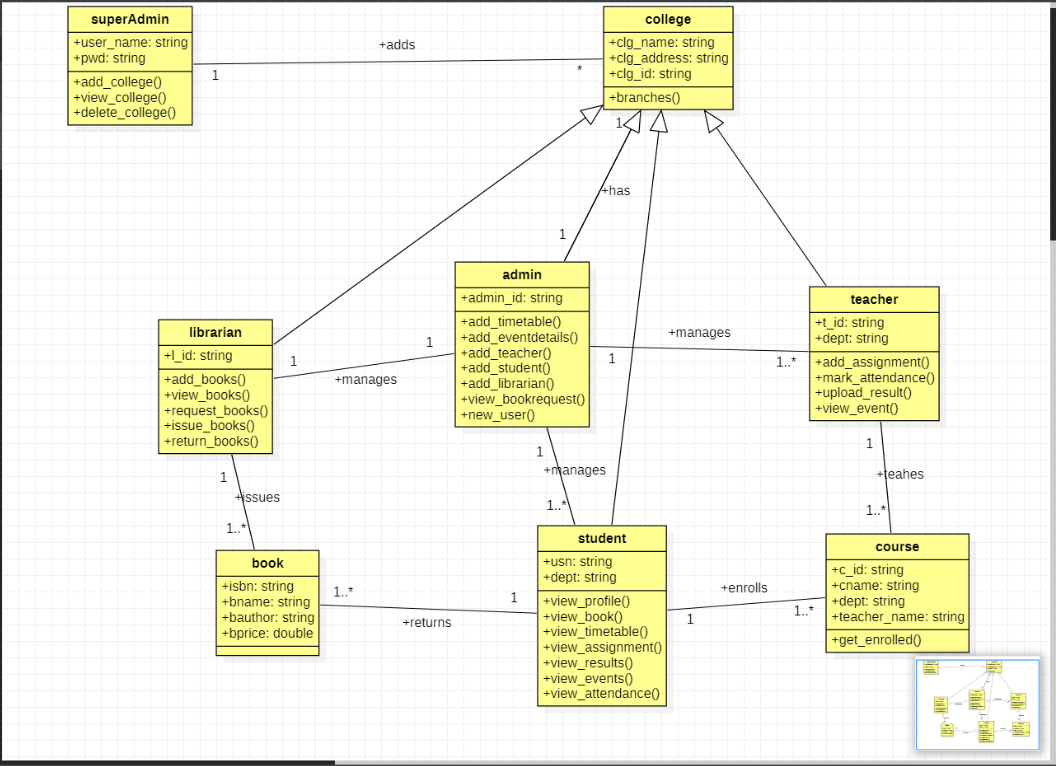 superAdmin
+user_name: string
+pwd: string
+add_college()
+view_college()
+delete_college()
+adds
1
*
college
+clg_name: string
+clg_address: string
+clg_id: string
+branches()
1
+has
1
admin
+admin_id: string
+add_timetable()
+add_eventdetails()
+add_teacher()
+add_student()
+add_librarian()
+view_bookrequest()
+new_user()
teacher
+t_id: string
+dept: string
+add_assignment()
+mark_attendance()
+upload_result()
+view_event()
librarian
+l_id: string
+add_books()
+view_books()
+request_books()
+issue_books()
+return_books()
1
1
+manages
+manages
1
1..*
1
+manages
1..*
1
+teahes
1..*
1
+issues
1..*
book
+isbn: string
+bname: string
+bauthor: string
+bprice: double
1..*
1
+returns
student
+usn: string
+dept: string
+view_profile()
+view_book()
+view_timetable()
+view_assignment()
+view_results()
+view_events()
+view_attendance()
+enrolls
1
1..*
course
+c_id: string
+cname: string
+dept: string
+teacher_name: string
+get_enrolled()